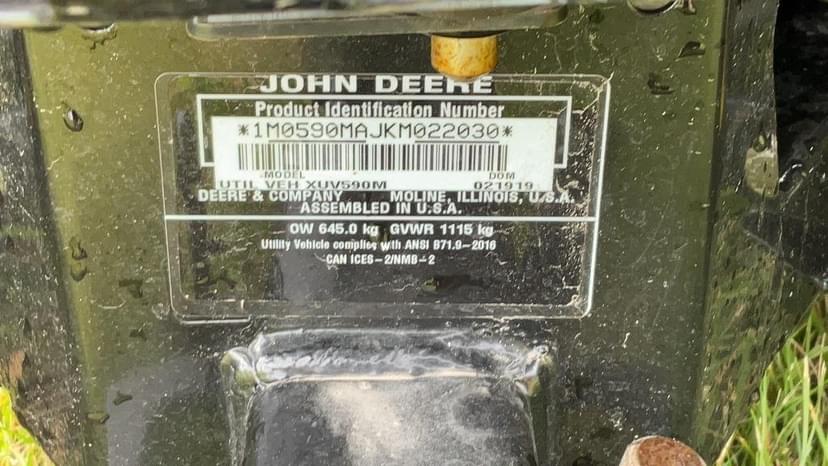 JOHN DEERE
Product Identification Number
*1M0590MAJKM022030*
MODEL DOM
UTIL VEH XUV590M 021919
DEERE & COMPANY MOLINE, ILLINOIS, U.S.A.
ASSEMBLED IN U.S.A.
OW 645.0 kg GVWR 1115 kg
Utility Vehicle complies with ANSI B71.9-2016
CAN ICES-2/NMB-2